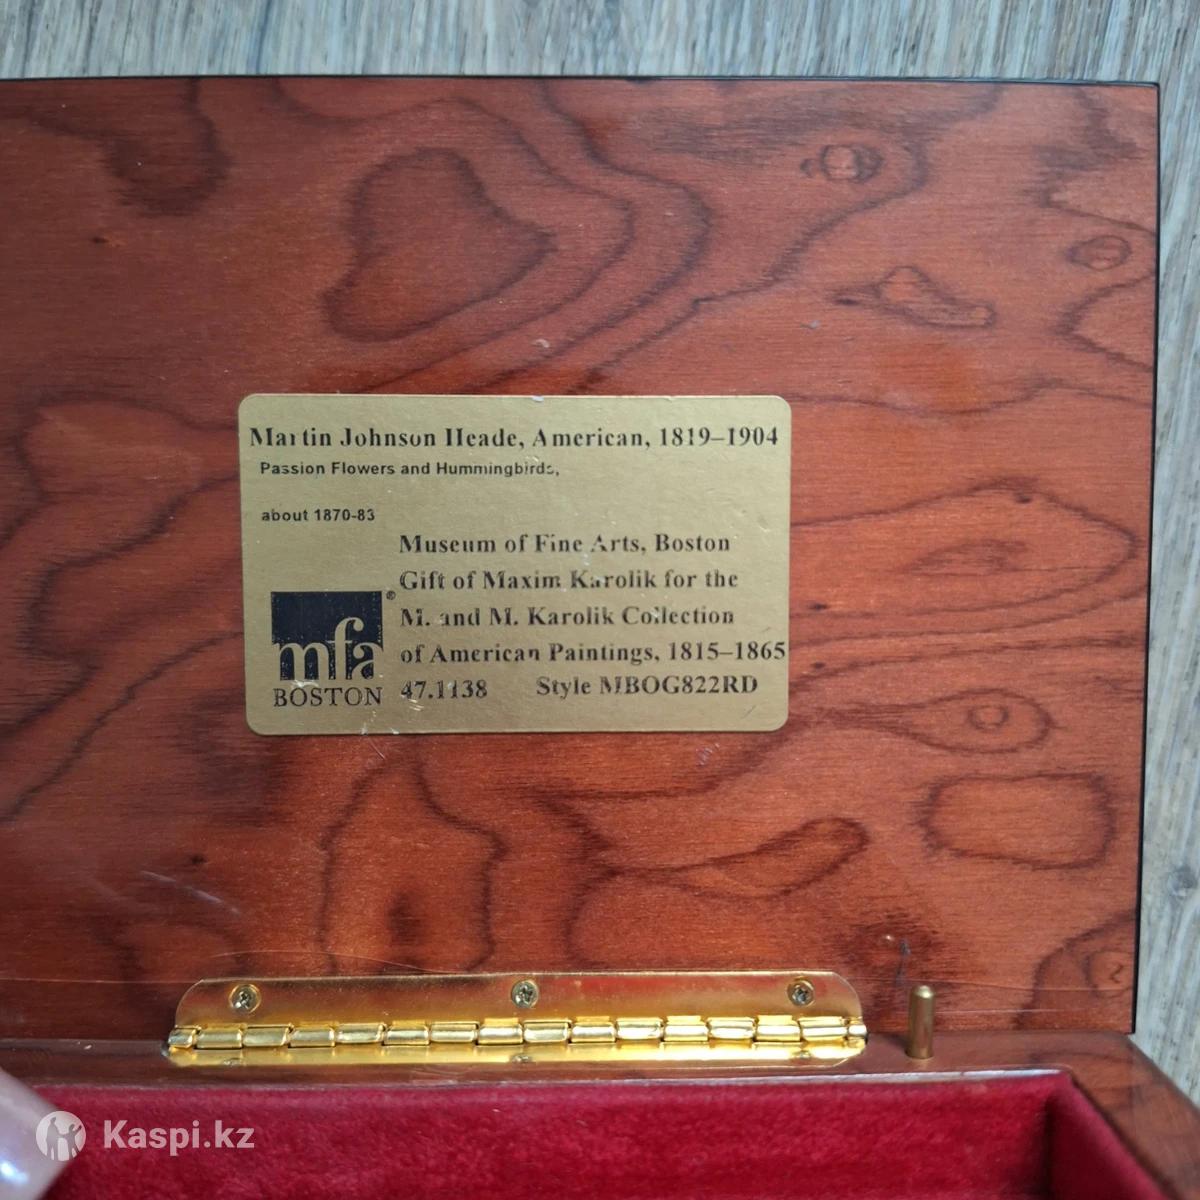 Martin Johnson Heade, American, 1819–1904
Passion Flowers and Hummingbirds,
about 1870-83
Museum of Fine Arts, Boston
Gift of Maxim Karolik for the
M. and M. Karolik Collection
of American Paintings, 1815–1865
47.1138 Style MBOG822RD
mfa®
BOSTON
Kaspi.kz